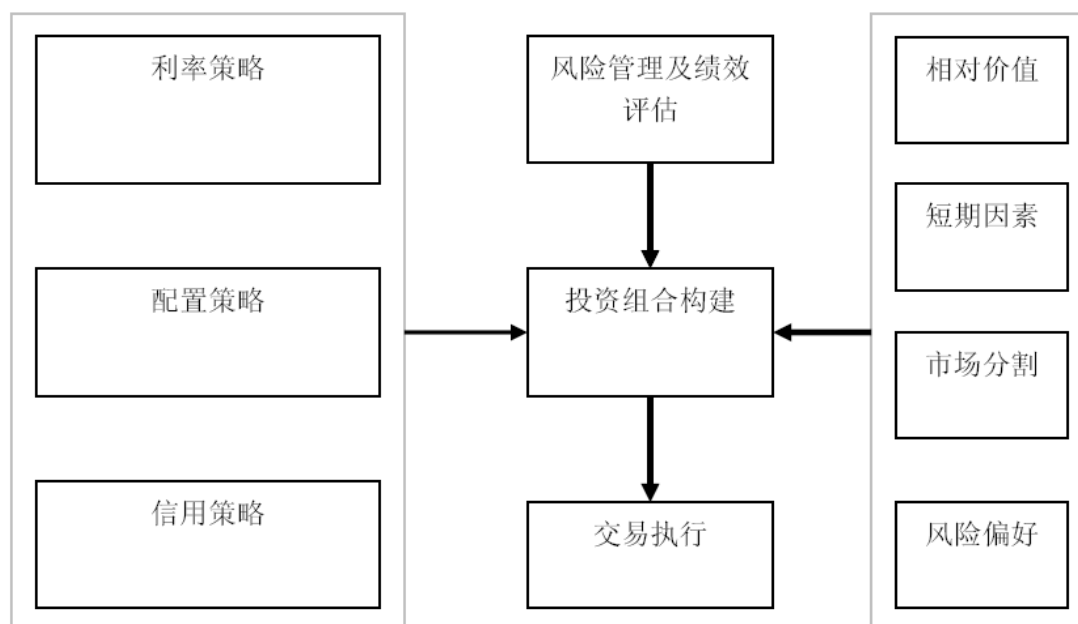 利率策略
配置策略
信用策略
风险管理及绩效
评估
投资组合构建
交易执行
相对价值
短期因素
市场分割
风险偏好